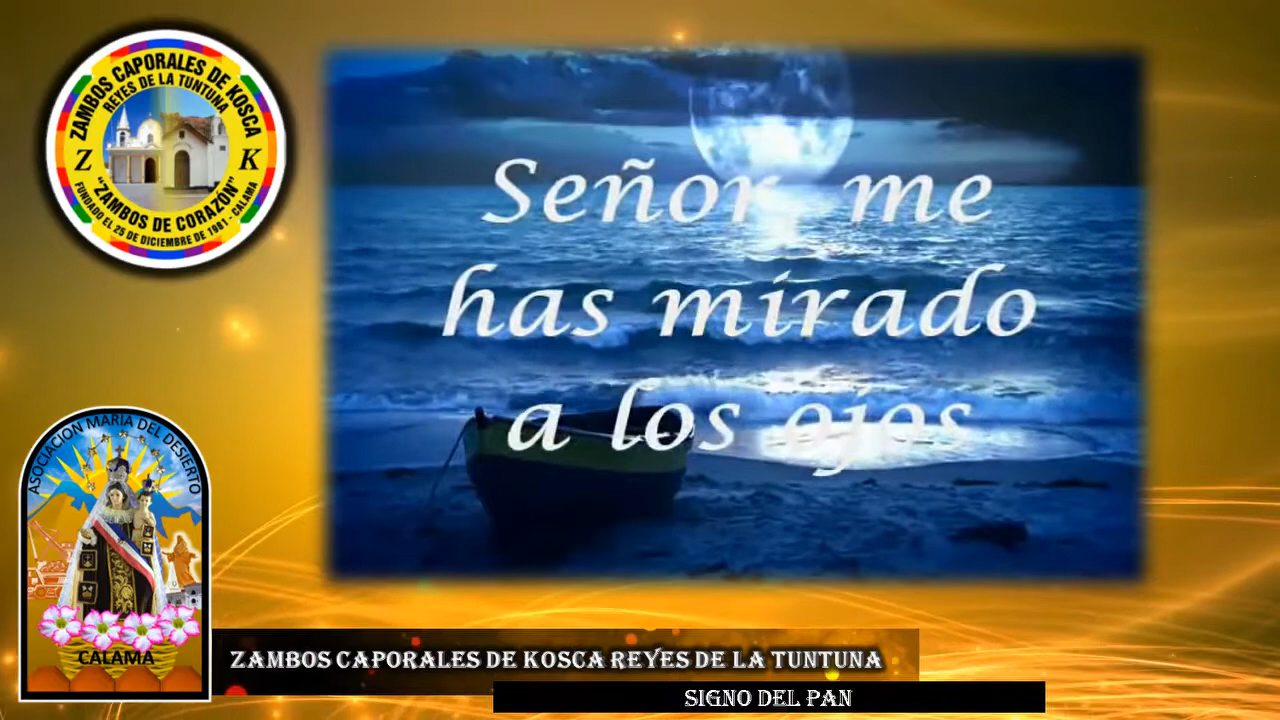 ZAMBOS CAPORALES DE KOSCA
REYES DE LA TUNTUNA
Z K
"ZAMBOS DE CORAZÓN"
FUNDADO EL 25 DE DICIEMBRE DE 1981 - CALAMA
Señor, me
has mirado
a los ojos
ASOCIACION MARIA DEL DESIERTO
CALAMA
ZAMBOS CAPORALES DE KOSCA REYES DE LA TUNTUNA
SIGNO DEL PAN